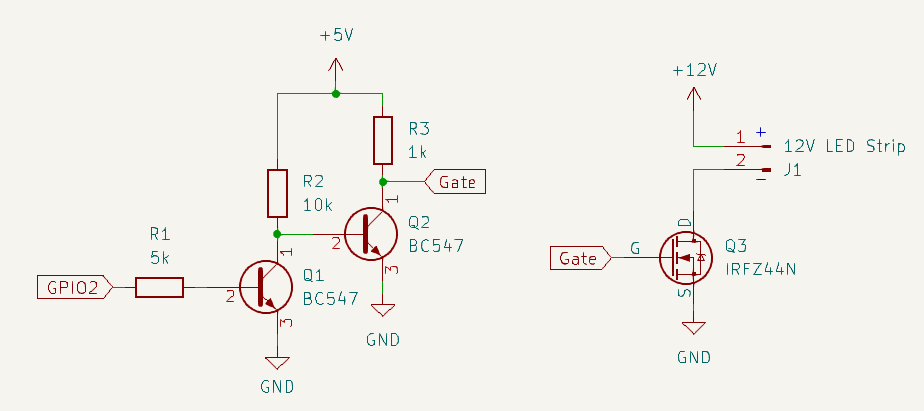 +5V
R3
1k
Gate
R2
10k
1
Q2
BC547
2
3
GND
R1
5k
GPIO2
2
1
Q1
BC547
3
GND
+12V
+
1
12V LED Strip
2
J1
-
D
Q3
IRFZ44N
G
Gate
S
GND